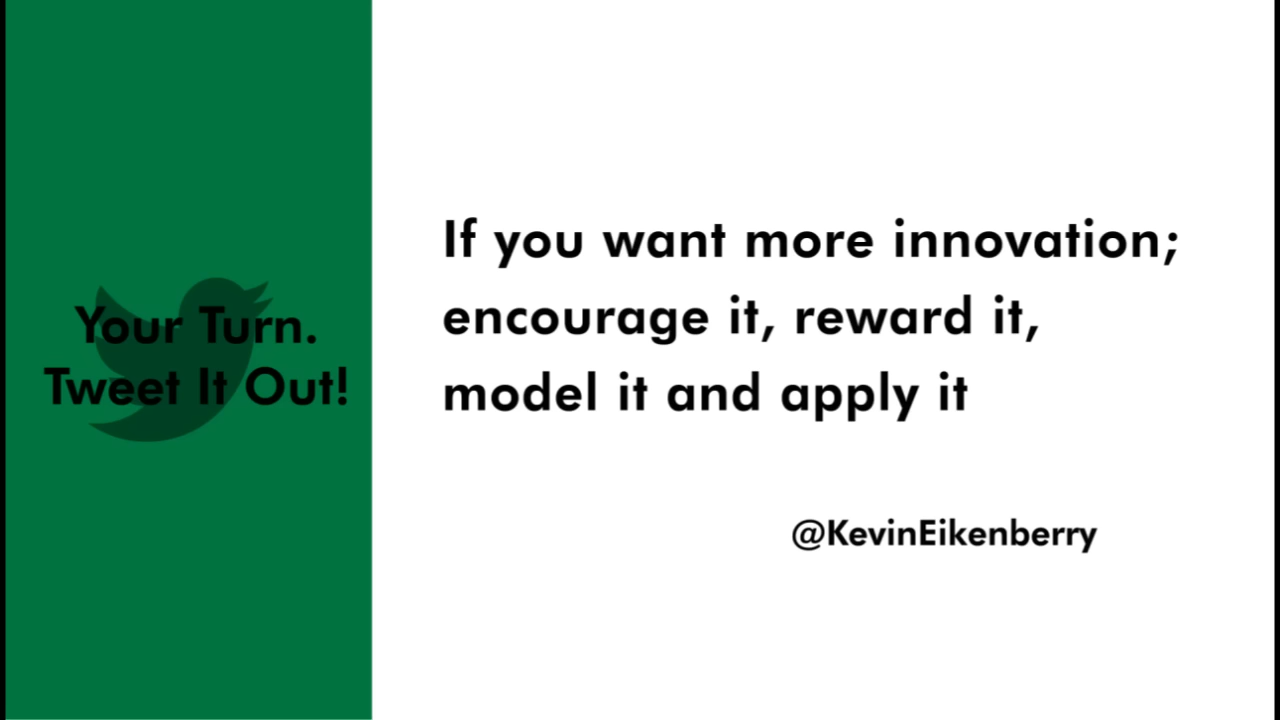 Your Turn.
Tweet It Out!
If you want more innovation;
encourage it, reward it,
model it and apply it
@KevinEikenberry